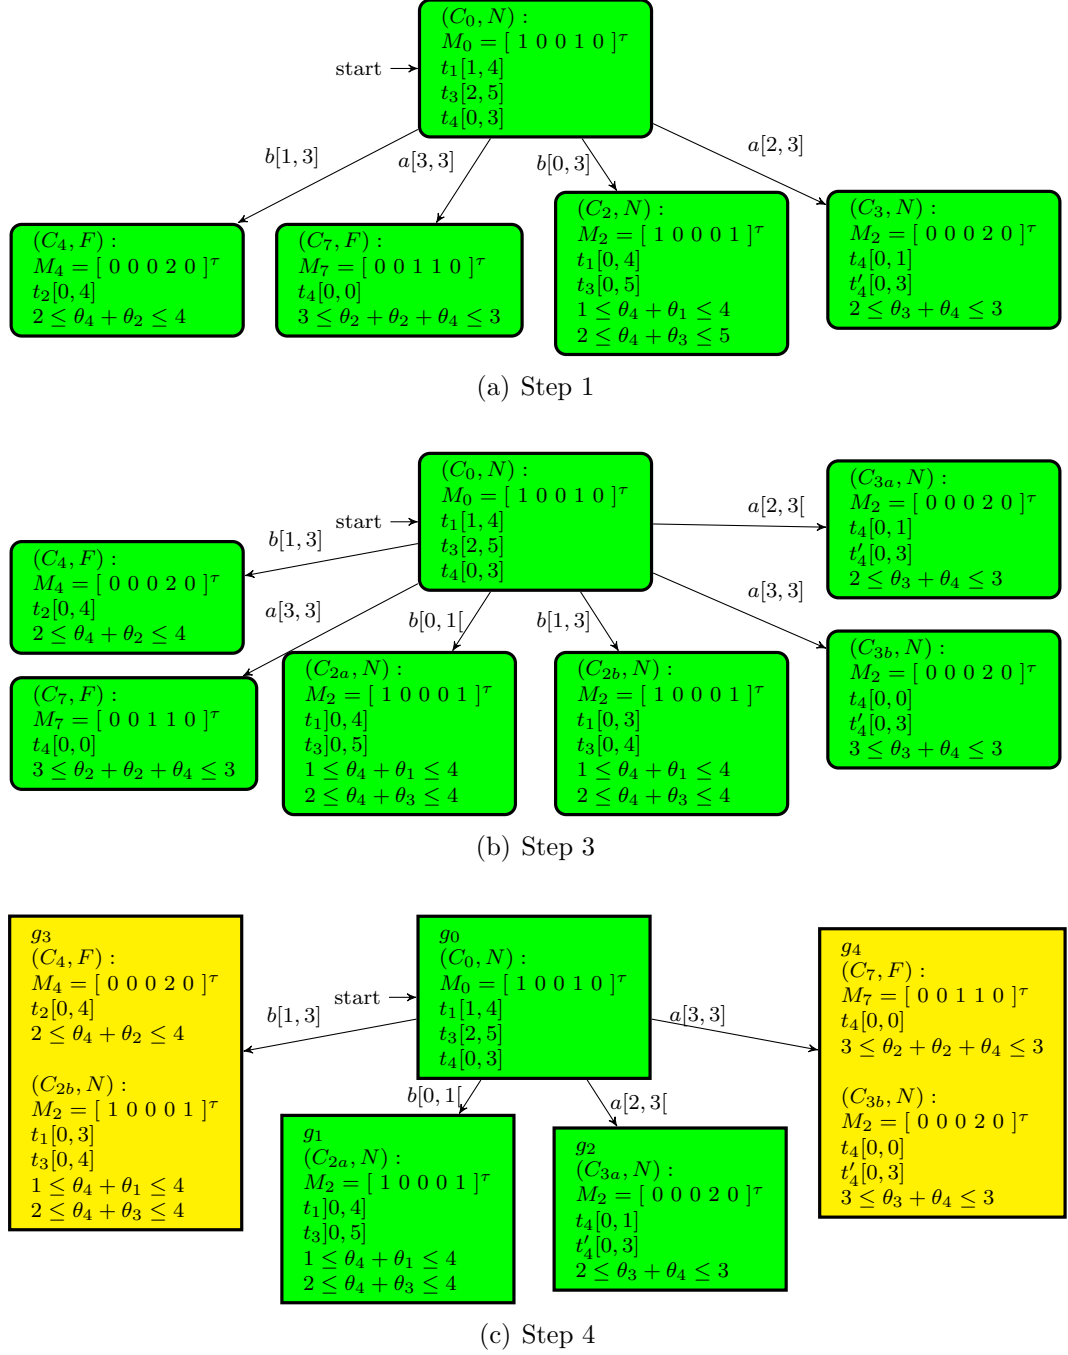 (C₀, N) :
M₀ = [ 1 0 0 1 0 ]^τ
start
t₁[1, 4]
t₃[2, 5]
t₄[0, 3]
b[1, 3]
a[3, 3]
b[0, 3]
a[2, 3]
(C₄, F) :
M₄ = [ 0 0 0 2 0 ]^τ
t₂[0, 4]
2 ≤ θ₄ + θ₂ ≤ 4
(C₇, F) :
M₇ = [ 0 0 1 1 0 ]^τ
t₄[0, 0]
3 ≤ θ₂ + θ₂ + θ₄ ≤ 3
(C₂, N) :
M₂ = [ 1 0 0 0 1 ]^τ
t₁[0, 4]
t₃[0, 5]
1 ≤ θ₄ + θ₁ ≤ 4
2 ≤ θ₄ + θ₃ ≤ 5
(C₃, N) :
M₂ = [ 0 0 0 2 0 ]^τ
t₄[0, 1]
t′₄[0, 3]
2 ≤ θ₃ + θ₄ ≤ 3
(a) Step 1
(C₀, N) :
M₀ = [ 1 0 0 1 0 ]^τ
start
t₁[1, 4]
t₃[2, 5]
t₄[0, 3]
a[2, 3[
(C₃ₐ, N) :
M₂ = [ 0 0 0 2 0 ]^τ
t₄[0, 1]
t′₄[0, 3]
2 ≤ θ₃ + θ₄ ≤ 3
b[1, 3]
(C₄, F) :
M₄ = [ 0 0 0 2 0 ]^τ
t₂[0, 4]
2 ≤ θ₄ + θ₂ ≤ 4
a[3, 3]
b[0, 1[
b[1, 3]
a[3, 3]
(C₇, F) :
M₇ = [ 0 0 1 1 0 ]^τ
t₄[0, 0]
3 ≤ θ₂ + θ₂ + θ₄ ≤ 3
(C₂ₐ, N) :
M₂ = [ 1 0 0 0 1 ]^τ
t₁]0, 4]
t₃]0, 5]
1 ≤ θ₄ + θ₁ ≤ 4
2 ≤ θ₄ + θ₃ ≤ 4
(C_{2b}, N) :
M₂ = [ 1 0 0 0 1 ]^τ
t₁[0, 3]
t₃[0, 4]
1 ≤ θ₄ + θ₁ ≤ 4
2 ≤ θ₄ + θ₃ ≤ 4
(C_{3b}, N) :
M₂ = [ 0 0 0 2 0 ]^τ
t₄[0, 0]
t′₄[0, 3]
3 ≤ θ₃ + θ₄ ≤ 3
(b) Step 3
g₃
(C₄, F) :
M₄ = [ 0 0 0 2 0 ]^τ
t₂[0, 4]
2 ≤ θ₄ + θ₂ ≤ 4
(C_{2b}, N) :
M₂ = [ 1 0 0 0 1 ]^τ
t₁[0, 3]
t₃[0, 4]
1 ≤ θ₄ + θ₁ ≤ 4
2 ≤ θ₄ + θ₃ ≤ 4
g₀
(C₀, N) :
M₀ = [ 1 0 0 1 0 ]^τ
start
t₁[1, 4]
t₃[2, 5]
t₄[0, 3]
b[1, 3]
a[3, 3]
b[0, 1[
a[2, 3[
g₄
(C₇, F) :
M₇ = [ 0 0 1 1 0 ]^τ
t₄[0, 0]
3 ≤ θ₂ + θ₂ + θ₄ ≤ 3
(C_{3b}, N) :
M₂ = [ 0 0 0 2 0 ]^τ
t₄[0, 0]
t′₄[0, 3]
3 ≤ θ₃ + θ₄ ≤ 3
g₁
(C₂ₐ, N) :
M₂ = [ 1 0 0 0 1 ]^τ
t₁]0, 4]
t₃]0, 5]
1 ≤ θ₄ + θ₁ ≤ 4
2 ≤ θ₄ + θ₃ ≤ 4
g₂
(C₃ₐ, N) :
M₂ = [ 0 0 0 2 0 ]^τ
t₄[0, 1]
t′₄[0, 3]
2 ≤ θ₃ + θ₄ ≤ 3
(c) Step 4